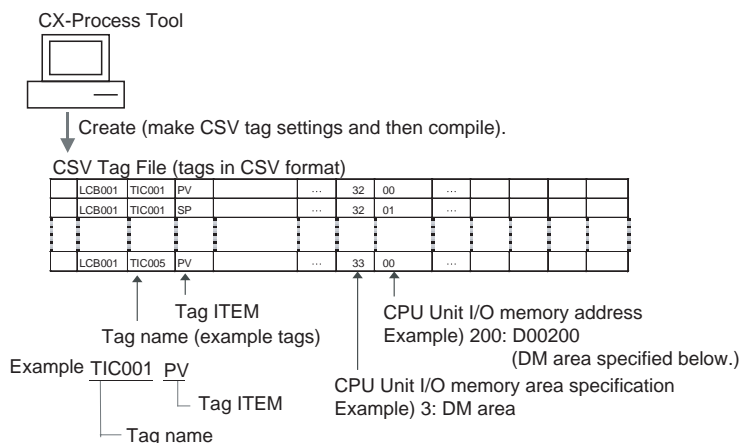 CX-Process Tool
Create (make CSV tag settings and then compile).
CSV Tag File (tags in CSV format)
LCB001 TIC001 PV ... 32 00 ...
LCB001 TIC001 SP ... 32 01 ...
LCB001 TIC005 PV ... 33 00 ...
Tag ITEM
Tag name (example tags)
CPU Unit I/O memory address
Example) 200: D00200
(DM area specified below.)
Example TIC001 PV
Tag ITEM
Tag name
CPU Unit I/O memory area specification
Example) 3: DM area